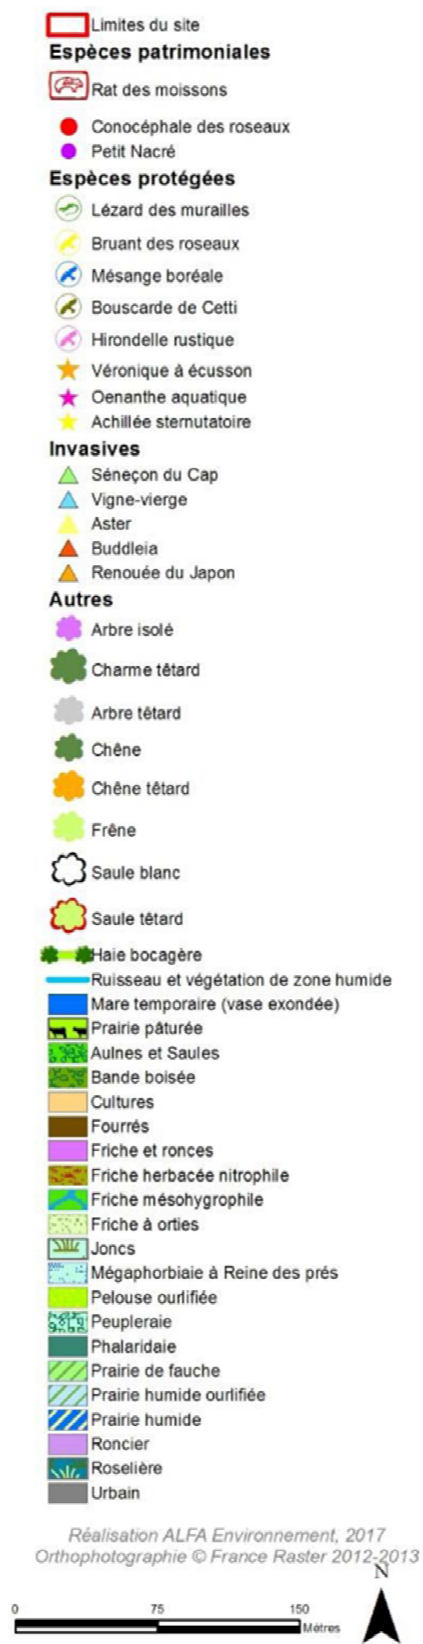 Limites du site
Espèces patrimoniales
Rat des moissons
Conocéphale des roseaux
Petit Nacré
Espèces protégées
Lézard des murailles
Bruant des roseaux
Mésange boréale
Bouscarde de Cetti
Hirondelle rustique
Véronique à écusson
Oenanthe aquatique
Achillée sternutatoire
Invasives
Séneçon du Cap
Vigne-vierge
Aster
Buddleia
Renouée du Japon
Autres
Arbre isolé
Charme têtard
Arbre têtard
Chêne
Chêne têtard
Frêne
Saule blanc
Saule têtard
Haie bocagère
Ruisseau et végétation de zone humide
Mare temporaire (vase exondée)
Prairie pâturée
Aulnes et Saules
Bande boisée
Cultures
Fourrés
Friche et ronces
Friche herbacée nitrophile
Friche mésohygrophile
Friche à orties
Joncs
Mégaphorbiaie à Reine des prés
Pelouse ourlifiée
Peupleraie
Phalaridaie
Prairie de fauche
Prairie humide ourlifiée
Prairie humide
Roncier
Roselière
Urbain
Réalisation ALFA Environnement, 2017
Orthophotographie © France Raster 2012-2013
N
0 75 150
Mètres